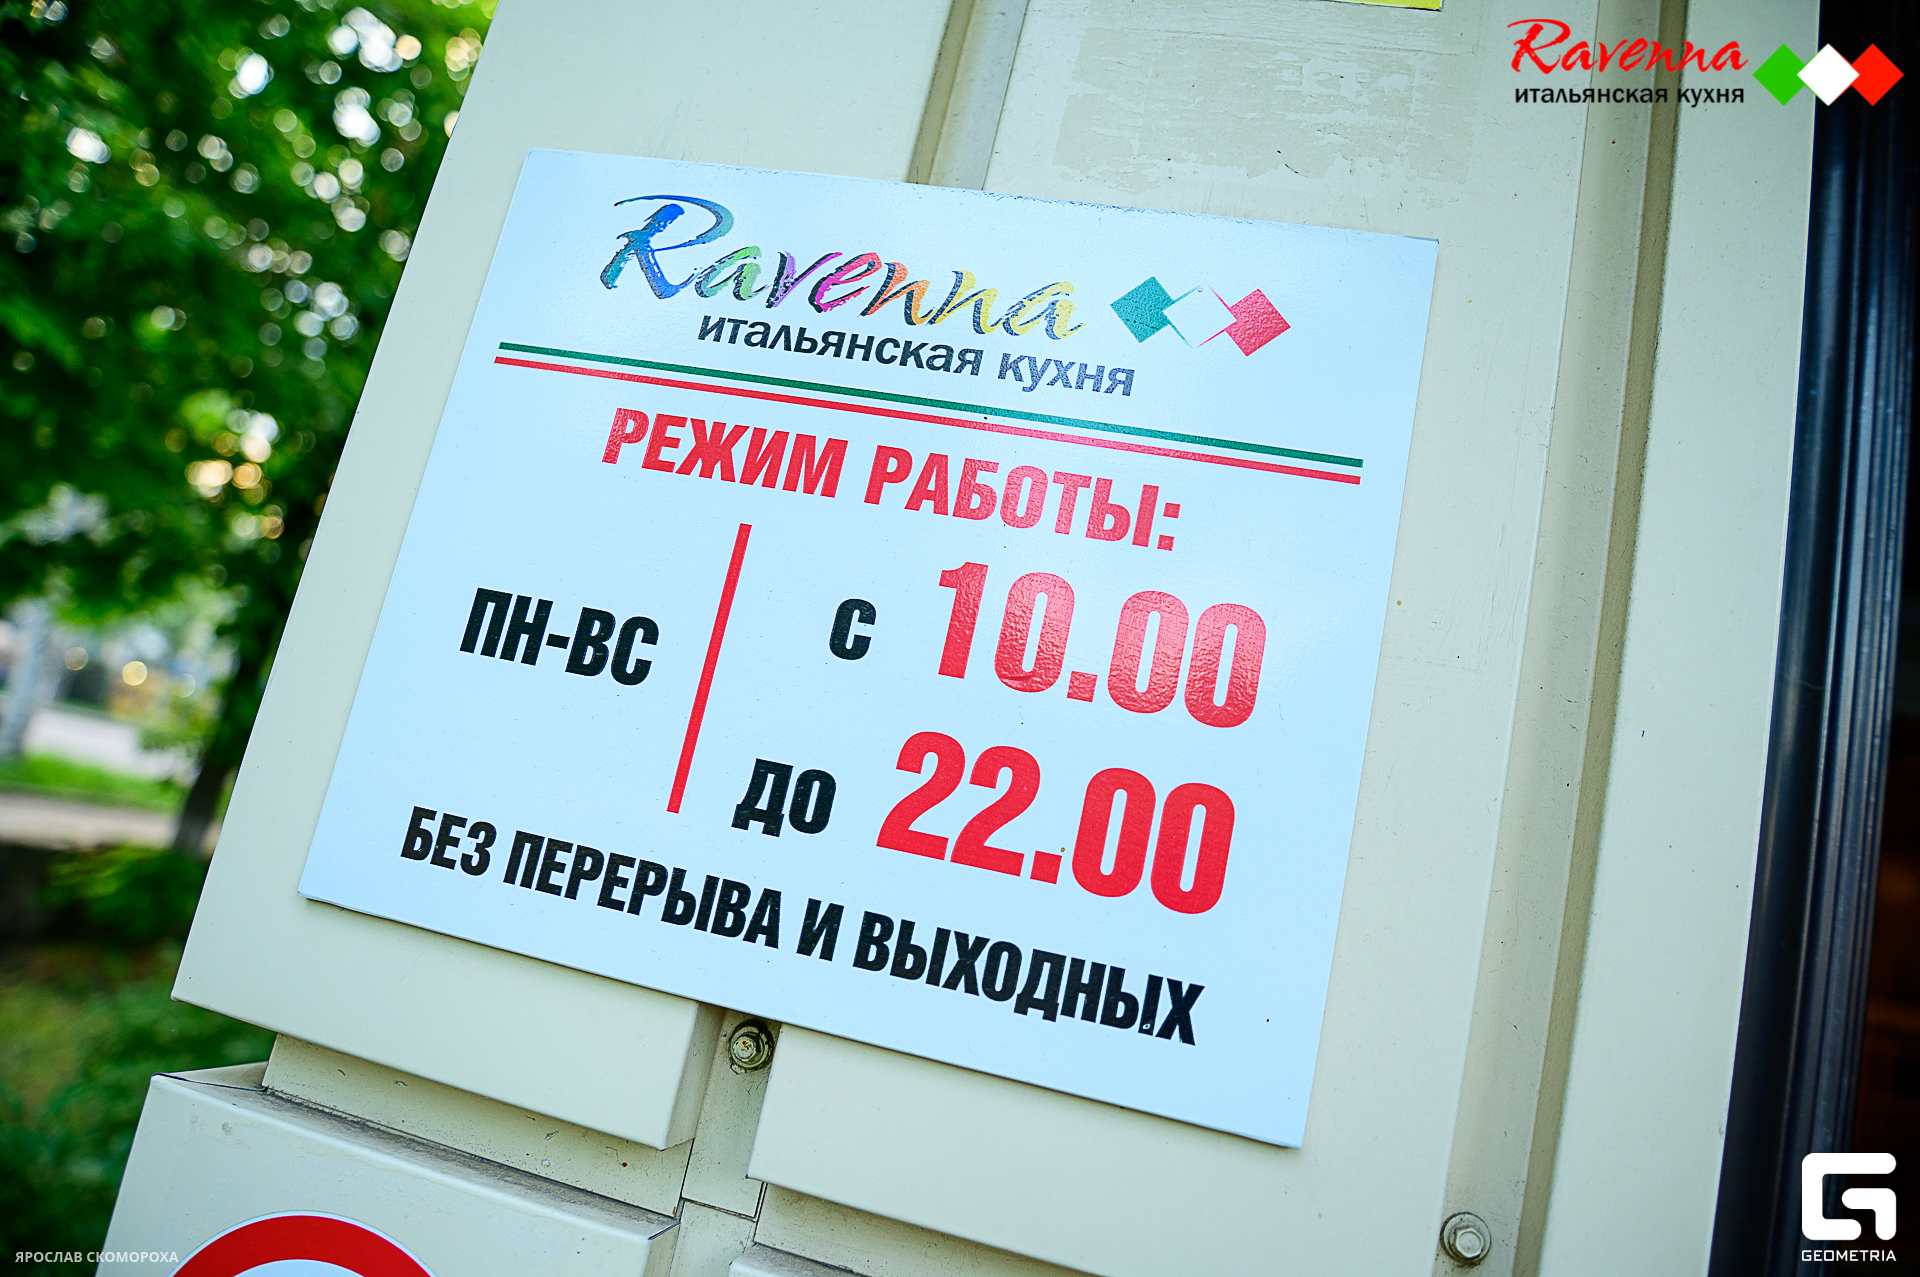 Ravenna
итальянская кухня
Ravenna
итальянская кухня
РЕЖИМ РАБОТЫ:
ПН-ВС
с 10.00
до 22.00
БЕЗ ПЕРЕРЫВА И ВЫХОДНЫХ
ЯРОСЛАВ СКОМОРОХА
GEOMETRIA